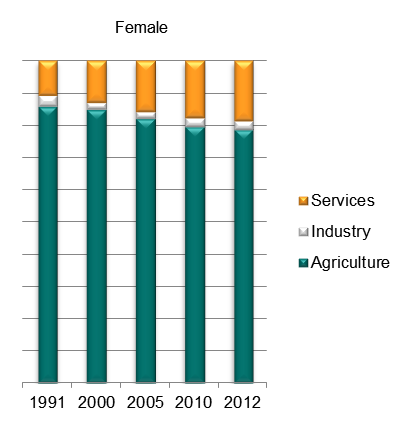 Female
Services
Industry
Agriculture
1991 2000 2005 2010 2012